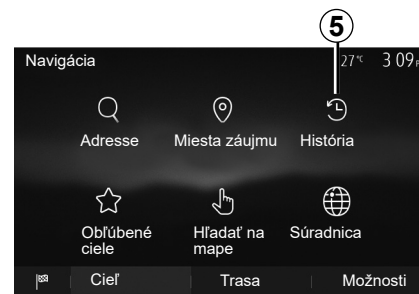 5
Navigácia 27°C 3 09
Adresse Miesta záujmu História
Obľúbené ciele Hľadať na mape Súradnica
Cieľ Trasa Možnosti